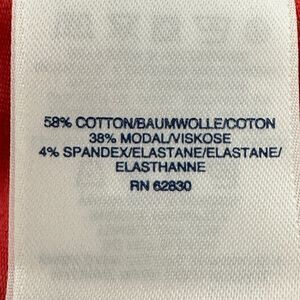 58% COTTON/BAUMWOLLE/COTON
38% MODAL/VISKOSE
4% SPANDEX/ELASTANE/ELASTANE/
ELASTHANNE
RN 62830